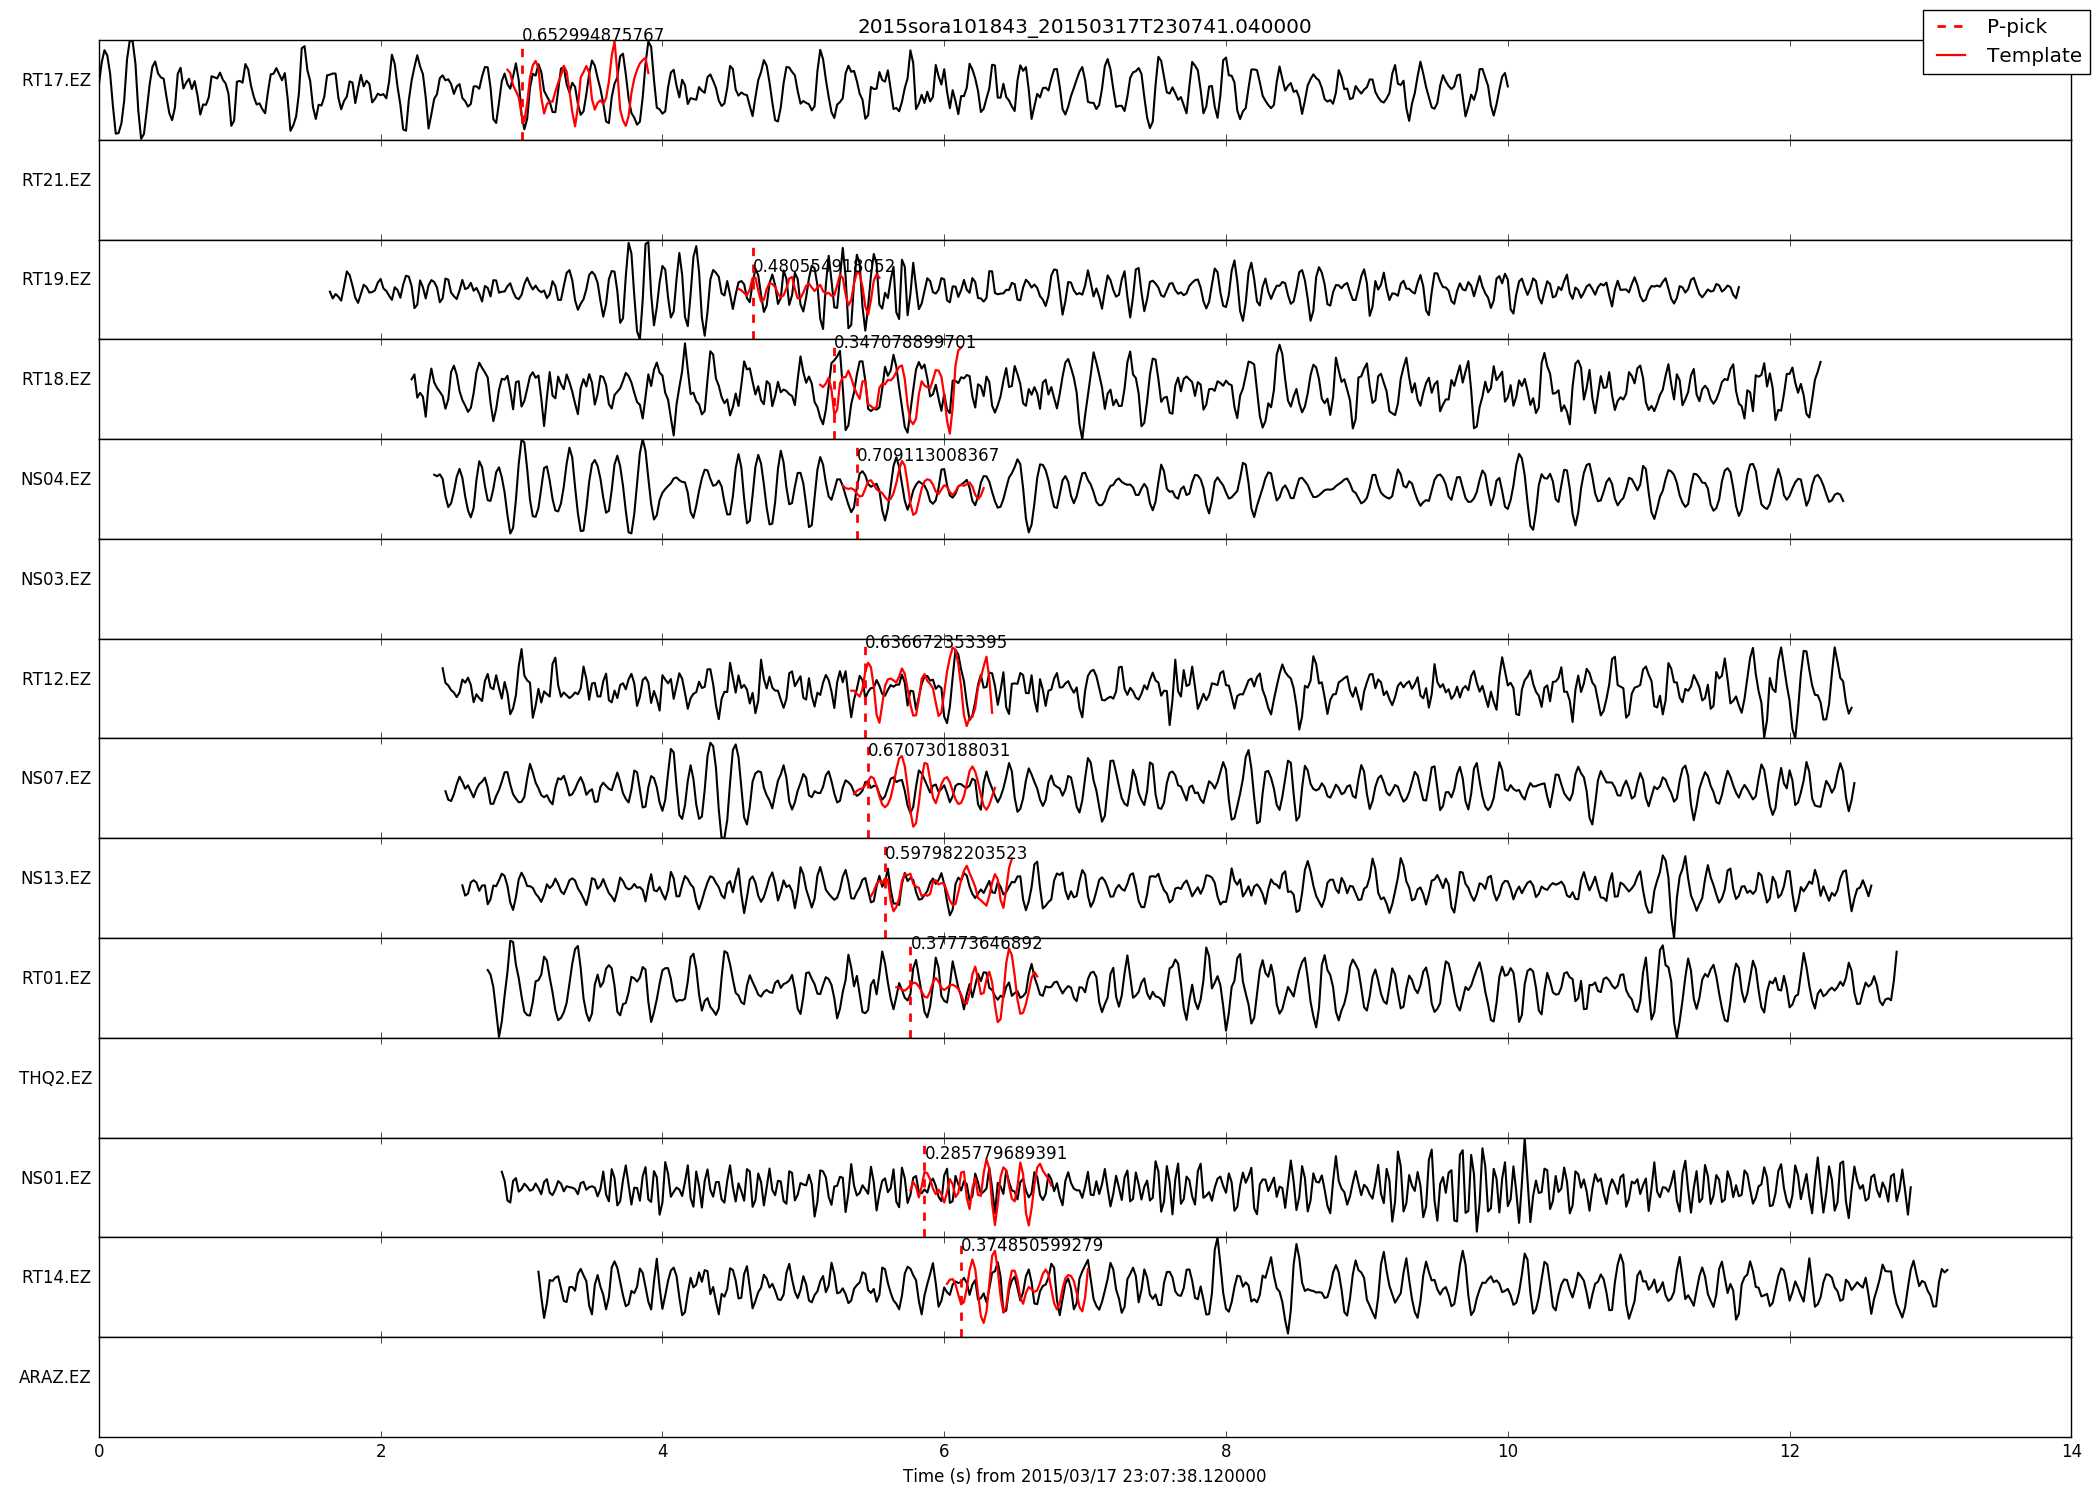 2015sora101843_20150317T230741.040000
P-pick
Template
RT17.EZ
0.652994875767
RT21.EZ
RT19.EZ
0.480554918052
RT18.EZ
0.347078899701
NS04.EZ
0.709113008367
NS03.EZ
RT12.EZ
0.636672353395
NS07.EZ
0.670730188031
NS13.EZ
0.597982203523
RT01.EZ
0.37773646892
THQ2.EZ
NS01.EZ
0.285779689391
RT14.EZ
0.374850599279
ARAZ.EZ
0 2 4 6 8 10 12 14
Time (s) from 2015/03/17 23:07:38.120000